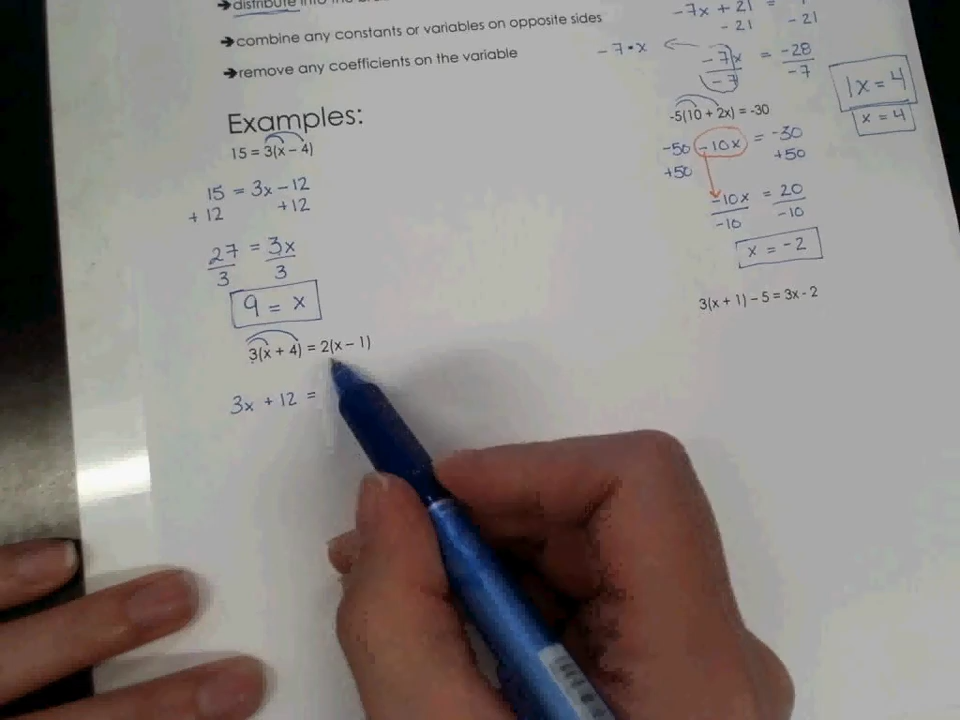 ➔distribute into the
➔combine any constants or variables on opposite sides
➔remove any coefficients on the variable
Examples:
15 = 3(x – 4)
15 = 3x - 12
+ 12 +12
27/3 = 3x/3
9 = x
3(x + 4) = 2(x – 1)
3x + 12 =
-7x + 21 =
- 21 - 21
-7•x ← -7x/-7 = -28/-7
1x = 4
x = 4
-5(10 + 2x) = -30
-50 -10x = -30
+50 +50
-10x/-10 = 20/-10
x = -2
3(x + 1) – 5 = 3x - 2